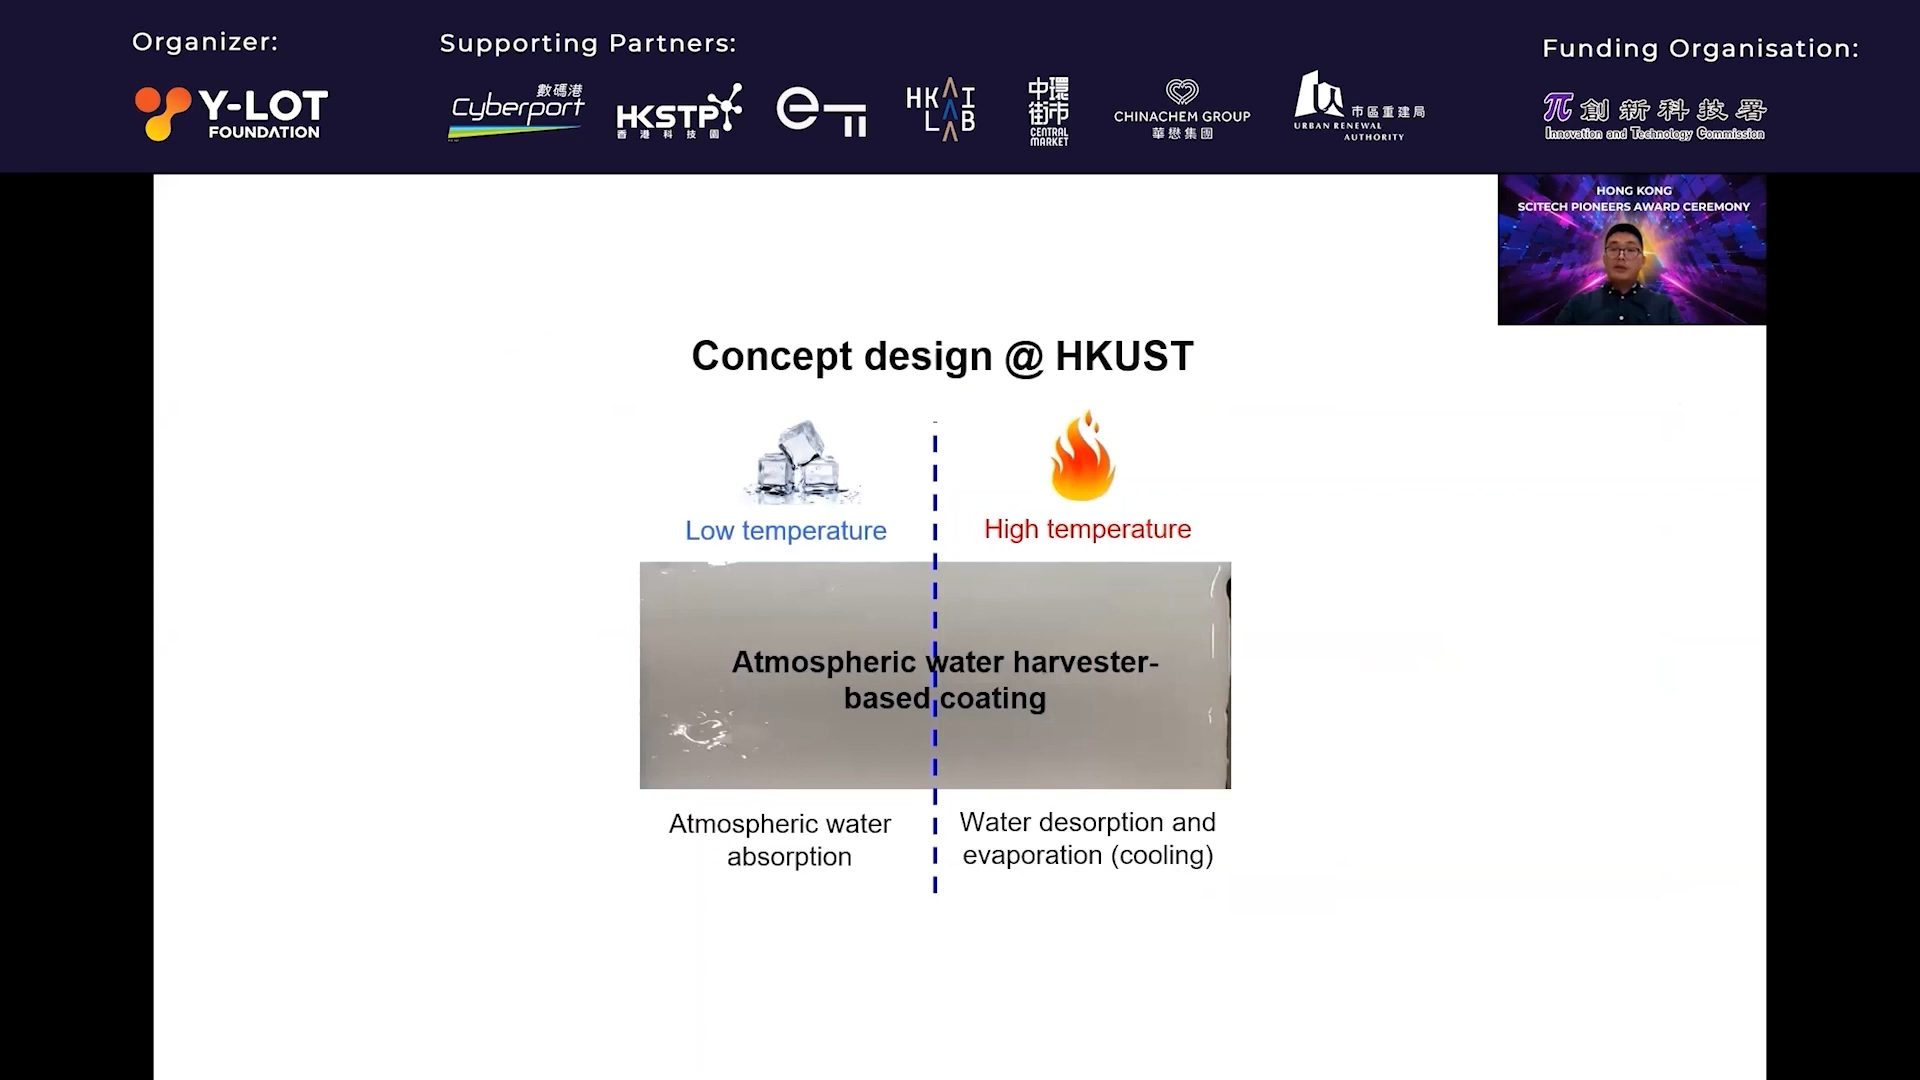 Organizer:
Supporting Partners:
Funding Organisation:
Y-LOT
FOUNDATION
數碼港
Cyberport
HKSTP
香港科技園
e
HKAI
LAB
中環
街市
CENTRAL
MARKET
CHINACHEM GROUP
華懋集團
市區重建局
URBAN RENEWAL
AUTHORITY
創新科技署
Innovation and Technology Commission
HONG KONG
SCITECH PIONEERS AWARD CEREMONY
Concept design @ HKUST
Low temperature
High temperature
Atmospheric water harvester-
based coating
Atmospheric water
absorption
Water desorption and
evaporation (cooling)